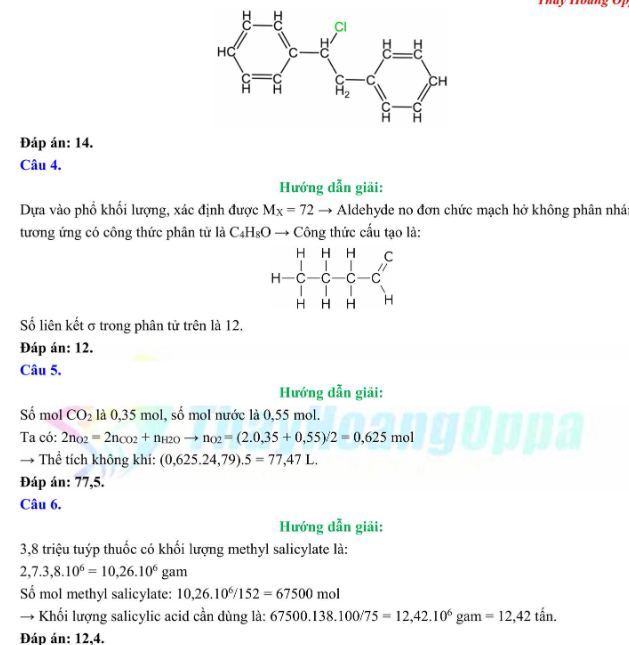 Thầy Hoàng Op
H H
C C
Cl
HC C H C
C C
H H
C H₂
H H
C C
C CH
C C
H H
Đáp án: 14.
Câu 4.
Hướng dẫn giải:
Dựa vào phổ khối lượng, xác định được Mx = 72 → Aldehyde no đơn chức mạch hở không phân nhá
tương ứng có công thức phân tử là C₄H₈O → Công thức cấu tạo là:
H H H C
H C C C C
H H H H
Số liên kết σ trong phân tử trên là 12.
Đáp án: 12.
Câu 5.
Hướng dẫn giải:
Số mol CO₂ là 0,35 mol, số mol nước là 0,55 mol.
Ta có: 2nO2 = 2nCO2 + nH2O → nO2 = (2.0,35 + 0,55)/2 = 0,625 mol
→ Thể tích không khí: (0,625.24,79).5 = 77,47 L.
Đáp án: 77,5.
Câu 6.
Hướng dẫn giải:
3,8 triệu tuýp thuốc có khối lượng methyl salicylate là:
2,7.3,8.10⁶ = 10,26.10⁶ gam
Số mol methyl salicylate: 10,26.10⁶/152 = 67500 mol
→ Khối lượng salicylic acid cần dùng là: 67500.138.100/75 = 12,42.10⁶ gam = 12,42 tấn.
Đáp án: 12,4.
ThayHoangOppa